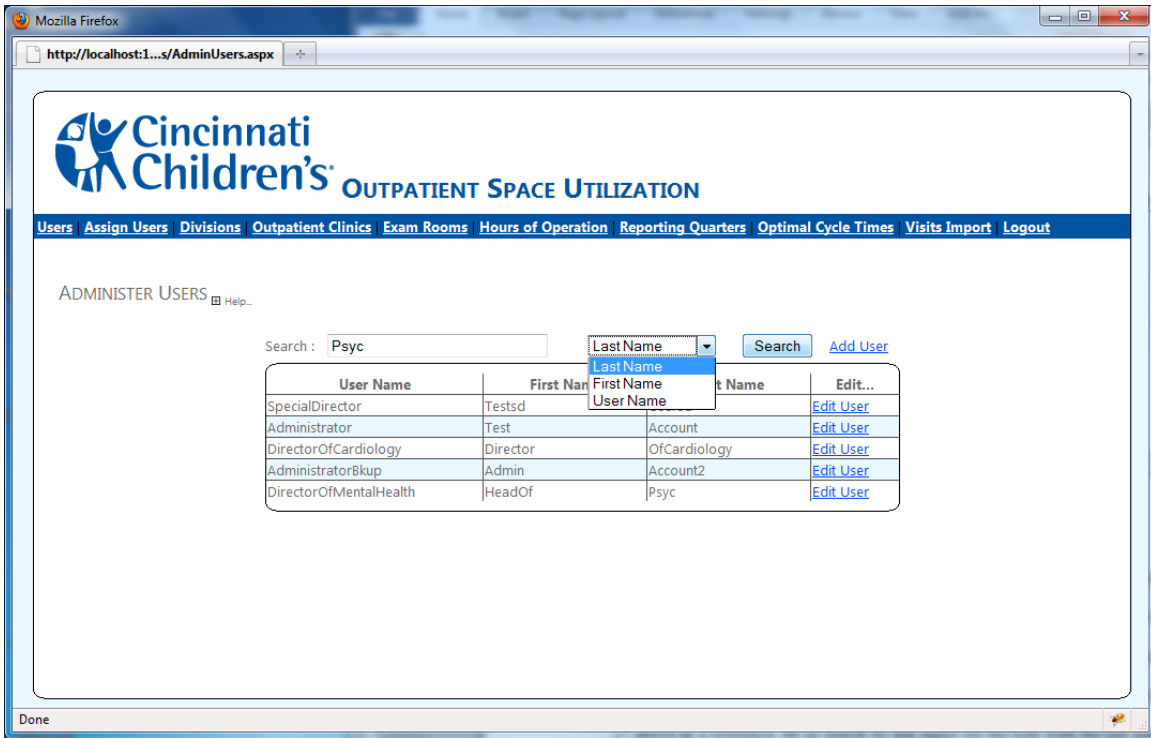 Mozilla Firefox
http://localhost:1...s/AdminUsers.aspx
Cincinnati
Children's
OUTPATIENT SPACE UTILIZATION
Users | Assign Users | Divisions | Outpatient Clinics | Exam Rooms | Hours of Operation | Reporting Quarters | Optimal Cycle Times | Visits Import | Logout
ADMINISTER USERS Help...
Search : Psyc Last Name Search Add User
Last Name
First Name
User Name
User Name First Nam t Name Edit...
SpecialDirector Testsd Edit User
Administrator Test Account Edit User
DirectorOfCardiology Director OfCardiology Edit User
AdministratorBkup Admin Account2 Edit User
DirectorOfMentalHealth HeadOf Psyc Edit User
Done